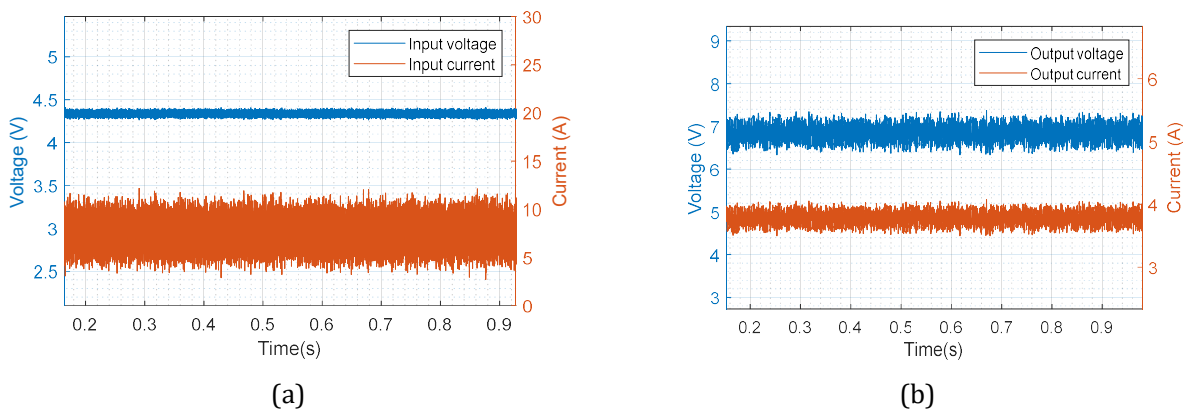 Input voltage
Input current
Voltage (V)
5
4.5
4
3.5
3
2.5
30
25
20
15
10
5
0
Current (A)
0.2 0.3 0.4 0.5 0.6 0.7 0.8 0.9
Time(s)
(a)
Output voltage
Output current
Voltage (V)
9
8
7
6
5
4
3
6
5
4
3
Current (A)
0.2 0.3 0.4 0.5 0.6 0.7 0.8 0.9
Time(s)
(b)